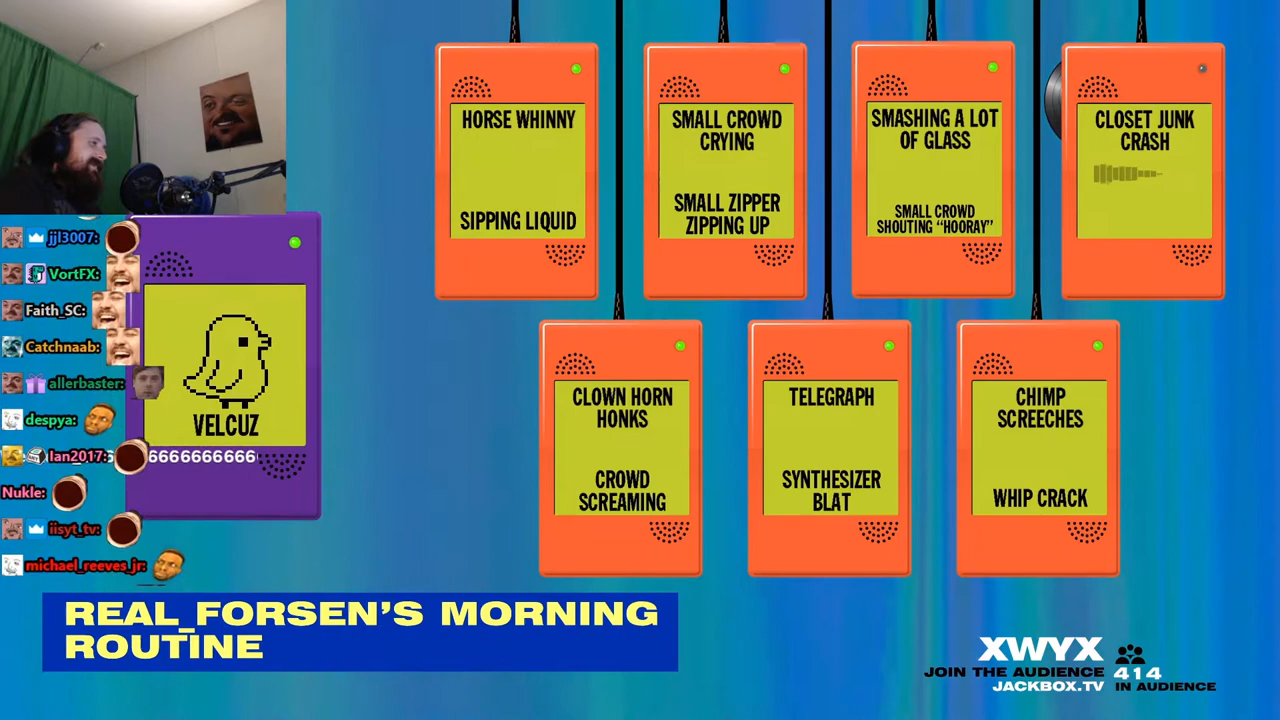 HORSE WHINNY
SIPPING LIQUID
SMALL CROWD
CRYING
SMALL ZIPPER
ZIPPING UP
SMASHING A LOT
OF GLASS
SMALL CROWD
SHOUTING “HOORAY”
CLOSET JUNK
CRASH
CLOWN HORN
HONKS
CROWD
SCREAMING
TELEGRAPH
SYNTHESIZER
BLAT
CHIMP
SCREECHES
WHIP CRACK
VELCUZ
jjl3007:
VortFX:
Faith_SC:
Catchnaab:
allerbaster:
despya:
Ian2017:
6666666666
Nukle:
iisyt_tv:
michael_reeves_jr:
REAL_FORSEN’S MORNING
ROUTINE
XWYX
JOIN THE AUDIENCE
JACKBOX.TV
414
IN AUDIENCE